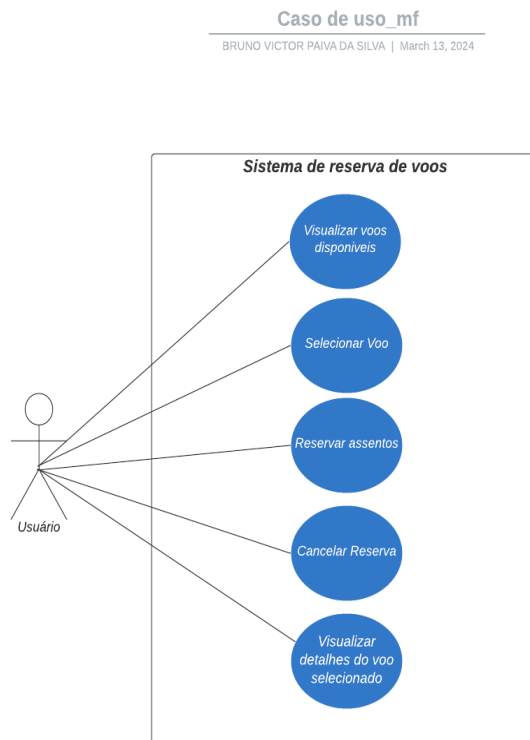 Caso de uso_mf
BRUNO VICTOR PAIVA DA SILVA | March 13, 2024
Sistema de reserva de voos
Visualizar voos
disponiveis
Selecionar Voo
Reservar assentos
Cancelar Reserva
Usuário
Visualizar
detalhes do voo
selecionado